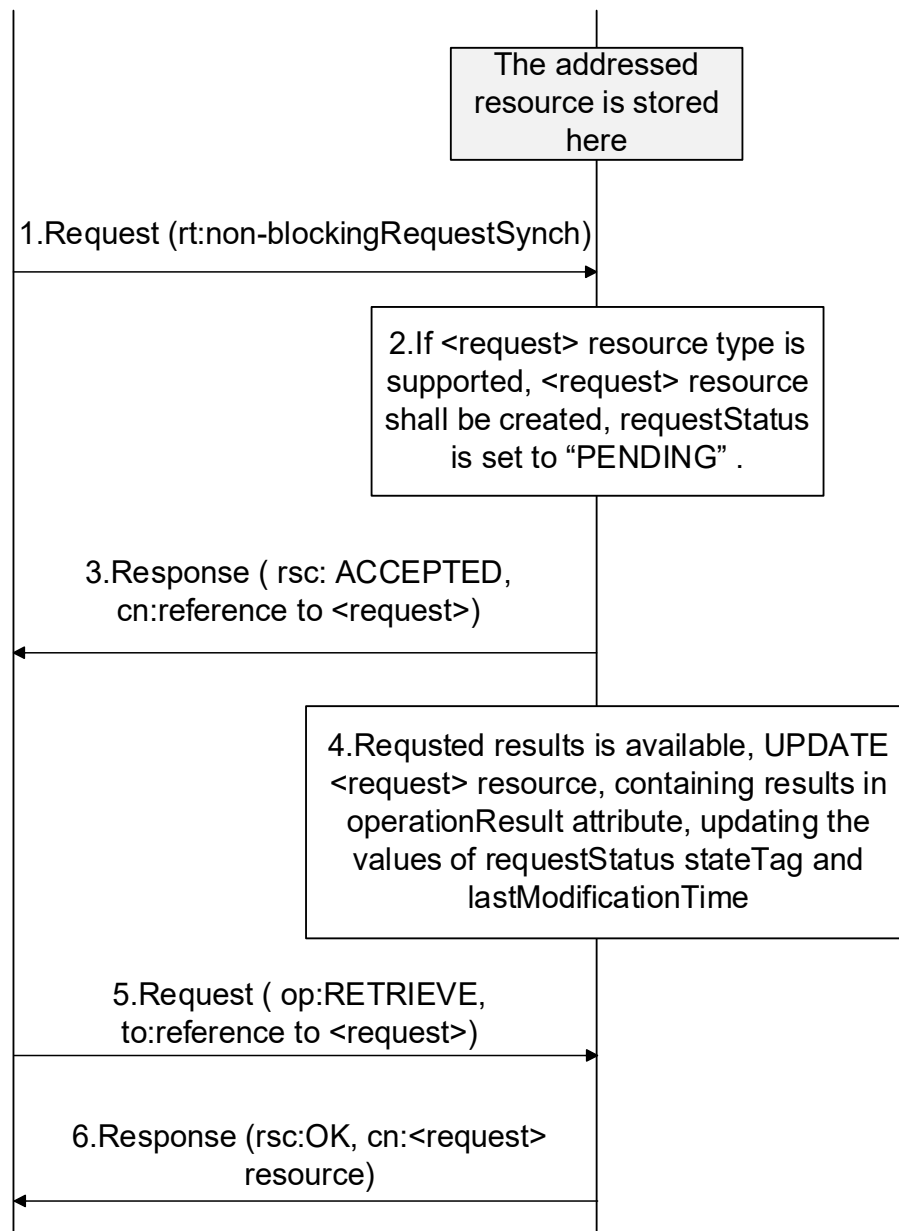 The addressed
resource is stored
here
1.Request (rt:non-blockingRequestSynch)
2.If <request> resource type is
supported, <request> resource
shall be created, requestStatus
is set to “PENDING” .
3.Response ( rsc: ACCEPTED,
cn:reference to <request>)
4.Requsted results is available, UPDATE
<request> resource, containing results in
operationResult attribute, updating the
values of requestStatus stateTag and
lastModificationTime
5.Request ( op:RETRIEVE,
to:reference to <request>)
6.Response (rsc:OK, cn:<request>
resource)